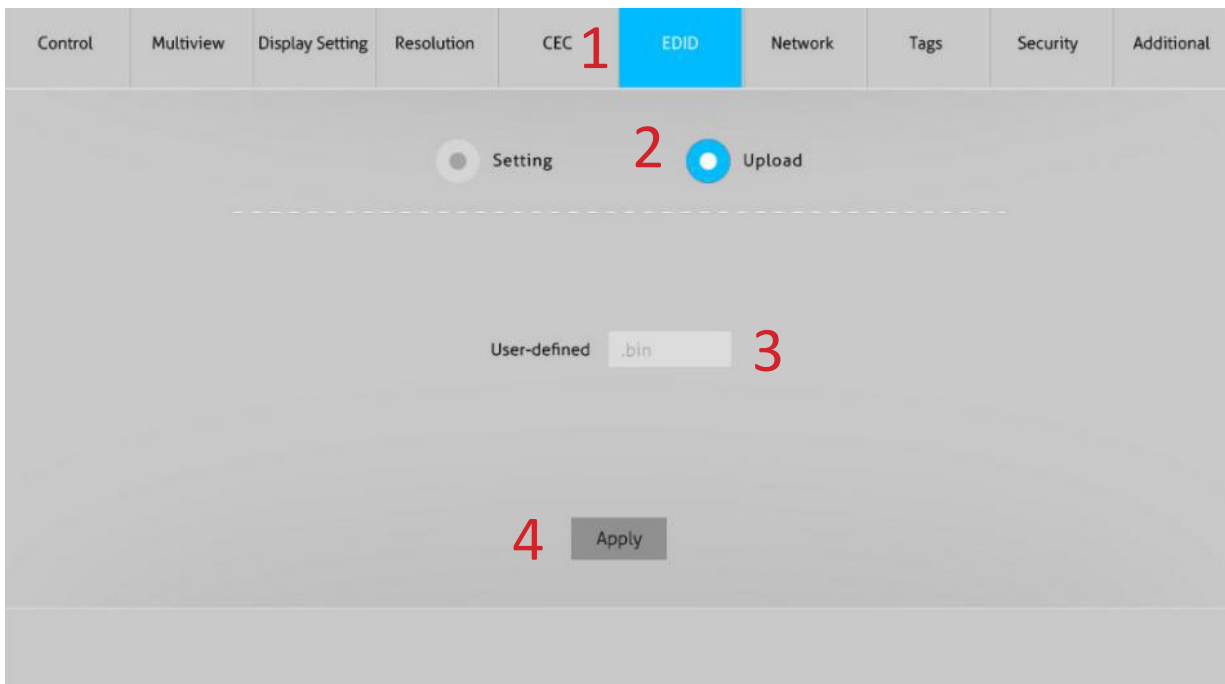 Control Multiview Display Setting Resolution CEC 1 EDID Network Tags Security Additional
Setting 2 Upload
User-defined .bin 3
4 Apply